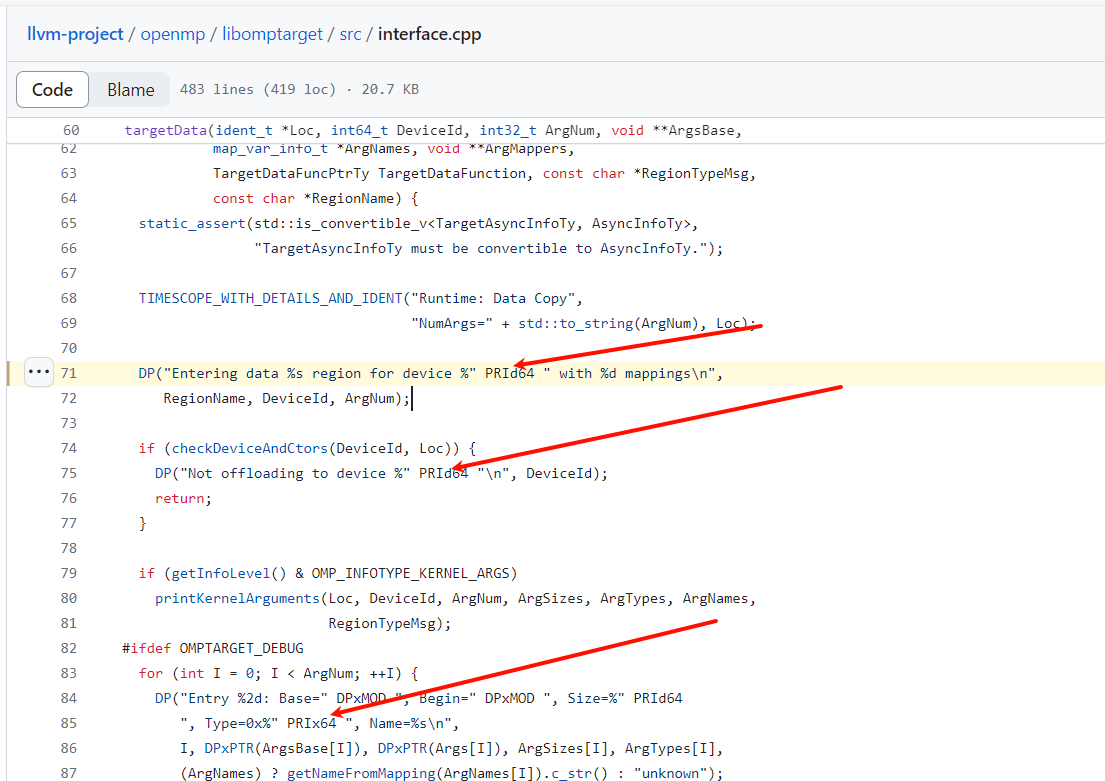 llvm-project / openmp / libomptarget / src / interface.cpp
Code Blame 483 lines (419 loc) · 20.7 KB
60 targetData(ident_t *Loc, int64_t DeviceId, int32_t ArgNum, void **ArgsBase,
62 map_var_info_t *ArgNames, void **ArgMappers,
63 TargetDataFuncPtrTy TargetDataFunction, const char *RegionTypeMsg,
64 const char *RegionName) {
65 static_assert(std::is_convertible_v<TargetAsyncInfoTy, AsyncInfoTy>,
66 "TargetAsyncInfoTy must be convertible to AsyncInfoTy.");
67
68 TIMESCOPE_WITH_DETAILS_AND_IDENT("Runtime: Data Copy",
69 "NumArgs=" + std::to_string(ArgNum), Loc);
70
71 DP("Entering data %s region for device %" PRId64 " with %d mappings\n",
72 RegionName, DeviceId, ArgNum);
73
74 if (checkDeviceAndCtors(DeviceId, Loc)) {
75 DP("Not offloading to device %" PRId64 "\n", DeviceId);
76 return;
77 }
78
79 if (getInfoLevel() & OMP_INFOTYPE_KERNEL_ARGS)
80 printKernelArguments(Loc, DeviceId, ArgNum, ArgSizes, ArgTypes, ArgNames,
81 RegionTypeMsg);
82 #ifdef OMPTARGET_DEBUG
83 for (int I = 0; I < ArgNum; ++I) {
84 DP("Entry %2d: Base=" DPxMOD ", Begin=" DPxMOD ", Size=%" PRId64
85 ", Type=0x%" PRIx64 ", Name=%s\n",
86 I, DPxPTR(ArgsBase[I]), DPxPTR(Args[I]), ArgSizes[I], ArgTypes[I],
87 (ArgNames) ? getNameFromMapping(ArgNames[I]).c_str() : "unknown");